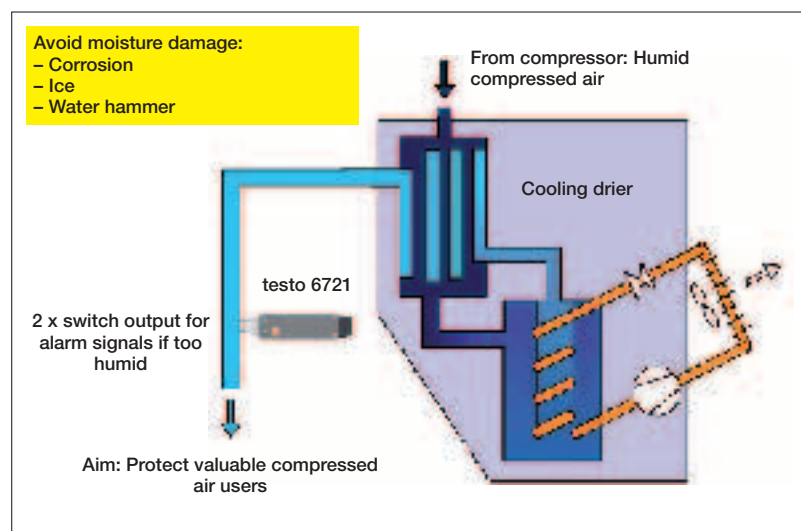 Avoid moisture damage:
– Corrosion
– Ice
– Water hammer
From compressor: Humid
compressed air
Cooling drier
testo 6721
2 x switch output for
alarm signals if too
humid
Aim: Protect valuable compressed
air users